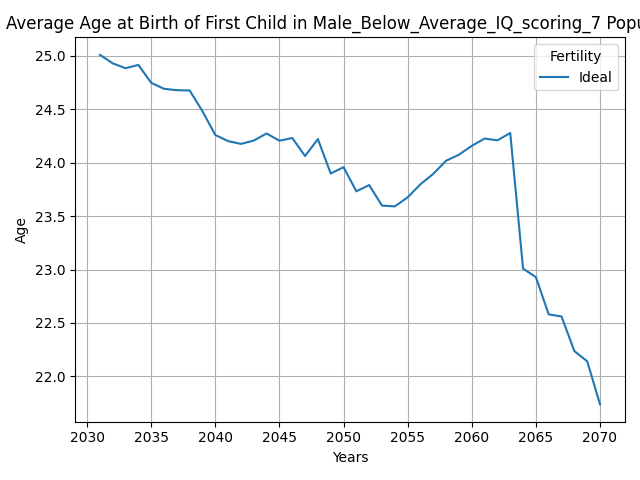 Average Age at Birth of First Child in Male_Below_Average_IQ_scoring_7 Popu
25.0
24.5
24.0
23.5
23.0
22.5
22.0
Age
Fertility
Ideal
2030 2035 2040 2045 2050 2055 2060 2065 2070
Years